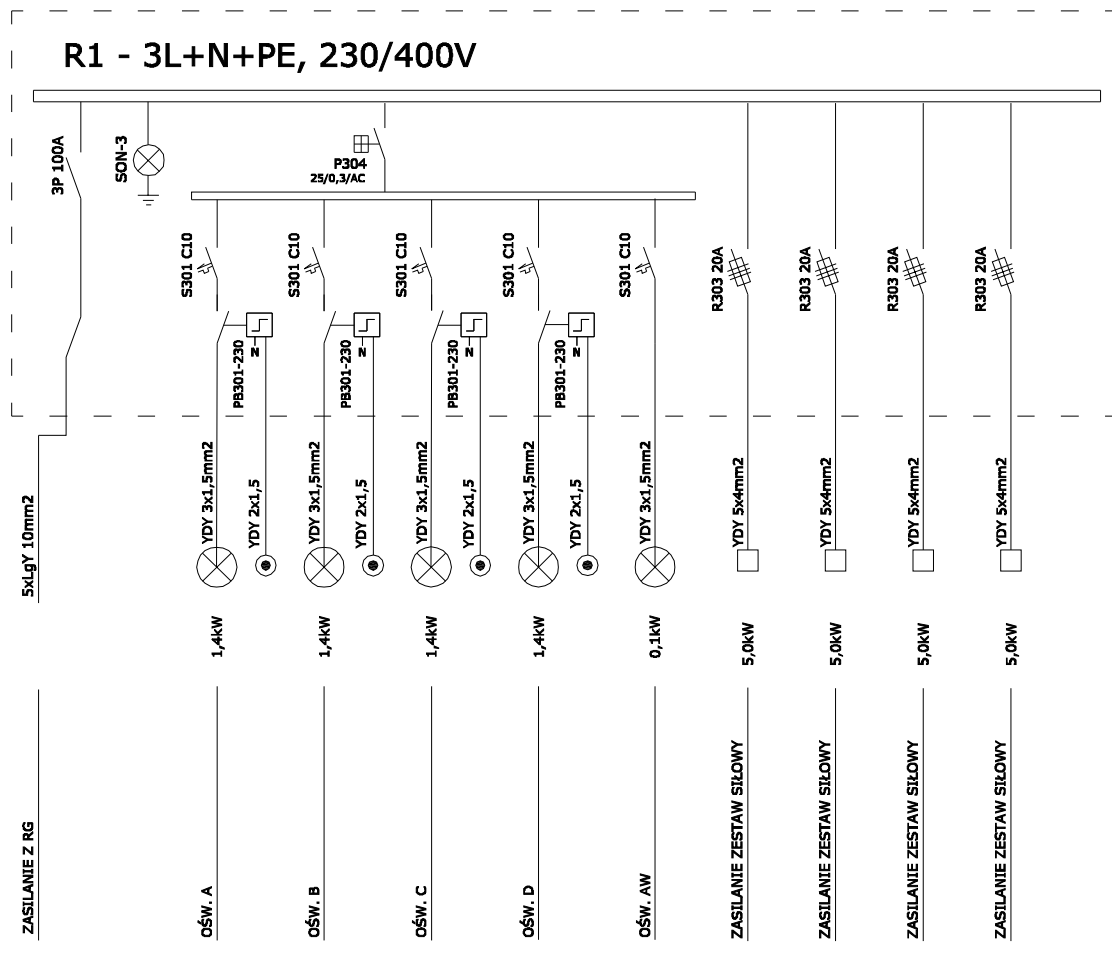 R1 - 3L+N+PE, 230/400V
3P 100A
SON-3
P304
25/0,3/AC
S301 C10
S301 C10
S301 C10
S301 C10
S301 C10
R303 20A
R303 20A
R303 20A
R303 20A
PB301-230
N
PB301-230
N
PB301-230
N
PB301-230
N
5xLgY 10mm2
YDY 3x1,5mm2
YDY 2x1,5
YDY 3x1,5mm2
YDY 2x1,5
YDY 3x1,5mm2
YDY 2x1,5
YDY 3x1,5mm2
YDY 2x1,5
YDY 3x1,5mm2
YDY 5x4mm2
YDY 5x4mm2
YDY 5x4mm2
YDY 5x4mm2
1,4kW
1,4kW
1,4kW
1,4kW
0,1kW
5,0kW
5,0kW
5,0kW
5,0kW
ZASILANIE Z RG
OŚW. A
OŚW. B
OŚW. C
OŚW. D
OŚW. AW
ZASILANIE ZESTAW SIŁOWY
ZASILANIE ZESTAW SIŁOWY
ZASILANIE ZESTAW SIŁOWY
ZASILANIE ZESTAW SIŁOWY